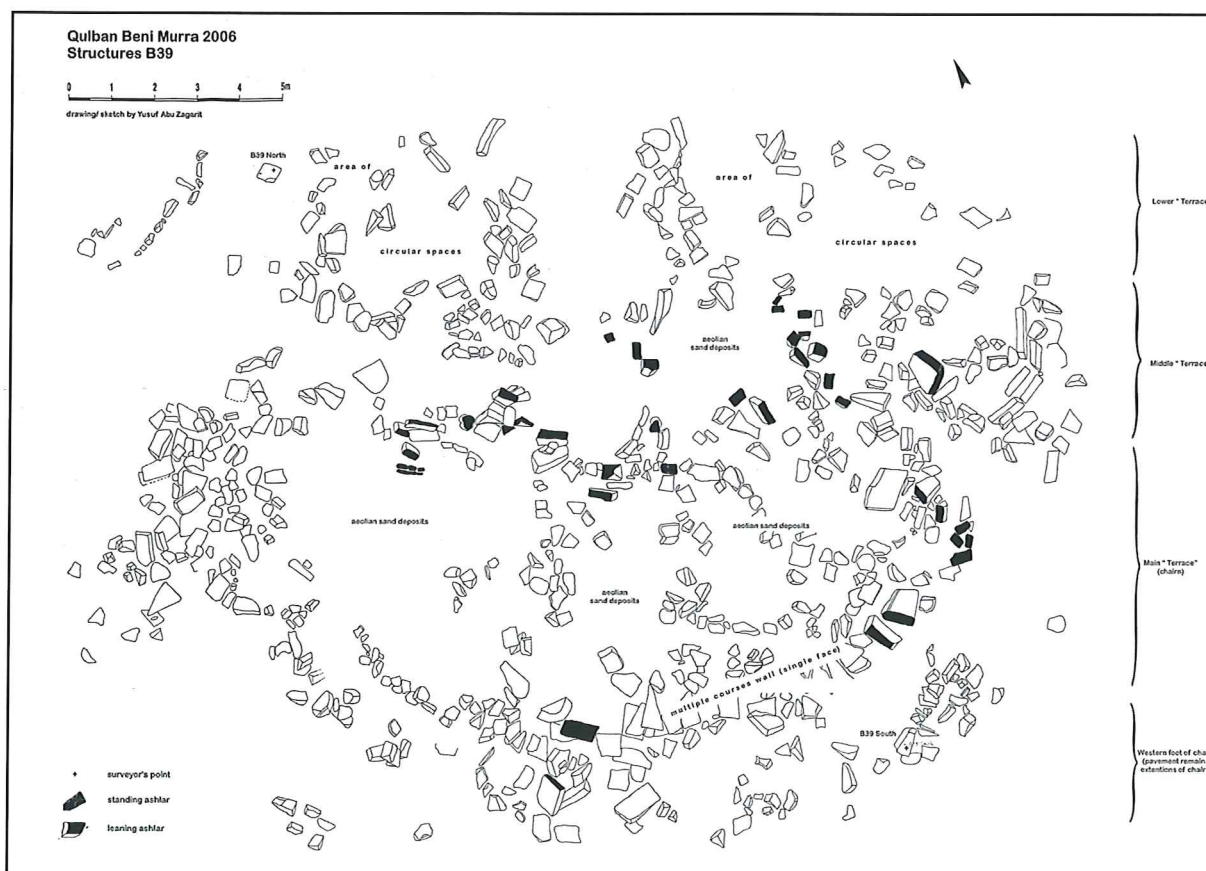 Qulban Beni Murra 2006
Structures B39
0 1 2 3 4 5m
drawing/ sketch by Yusuf Abu Zagarit
B39 North
area of
circular spaces
area of
circular spaces
Lower " Terrace
aeolian
sand deposits
Middle " Terrace
aeolian sand deposits
aeolian sand deposits
aeolian
sand deposits
Main " Terrace"
(chairn)
multiple courses wall (single face)
B39 South
Western foot of cha
(pavement remain
extentions of chair
surveyor's point
standing ashlar
leaning ashlar